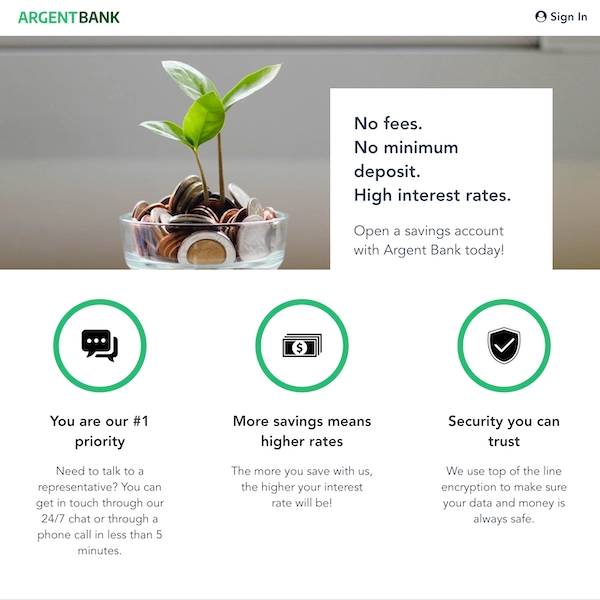 ARGENTBANK
Sign In
No fees.
No minimum
deposit.
High interest rates.
Open a savings account
with Argent Bank today!
You are our #1
priority
Need to talk to a
representative? You can
get in touch through our
24/7 chat or through a
phone call in less than 5
minutes.
$
More savings means
higher rates
The more you save with us,
the higher your interest
rate will be!
Security you can
trust
We use top of the line
encryption to make sure
your data and money is
always safe.